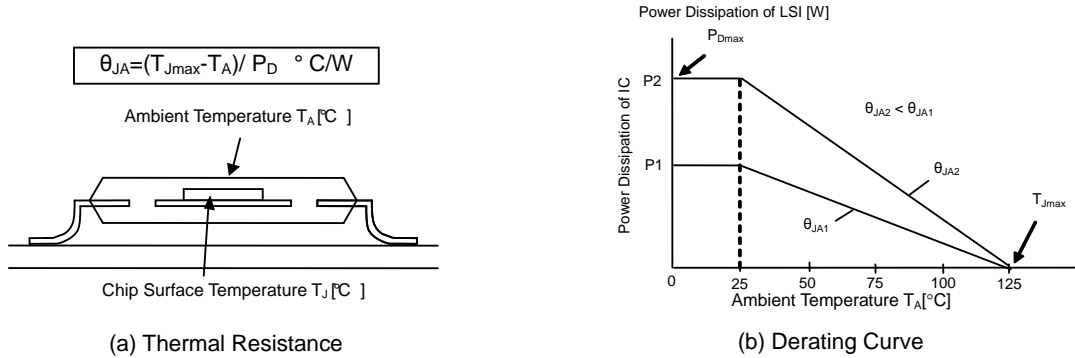 θJA=(TJmax-TA)/ PD ° C/W
Ambient Temperature TA[°C ]
Chip Surface Temperature TJ[°C ]
(a) Thermal Resistance
Power Dissipation of LSI [W]
PDmax
Power Dissipation of IC
P2
P1
θJA2 < θJA1
θJA2
θJA1
TJmax
0 25 50 75 100 125
Ambient Temperature TA[°C]
(b) Derating Curve